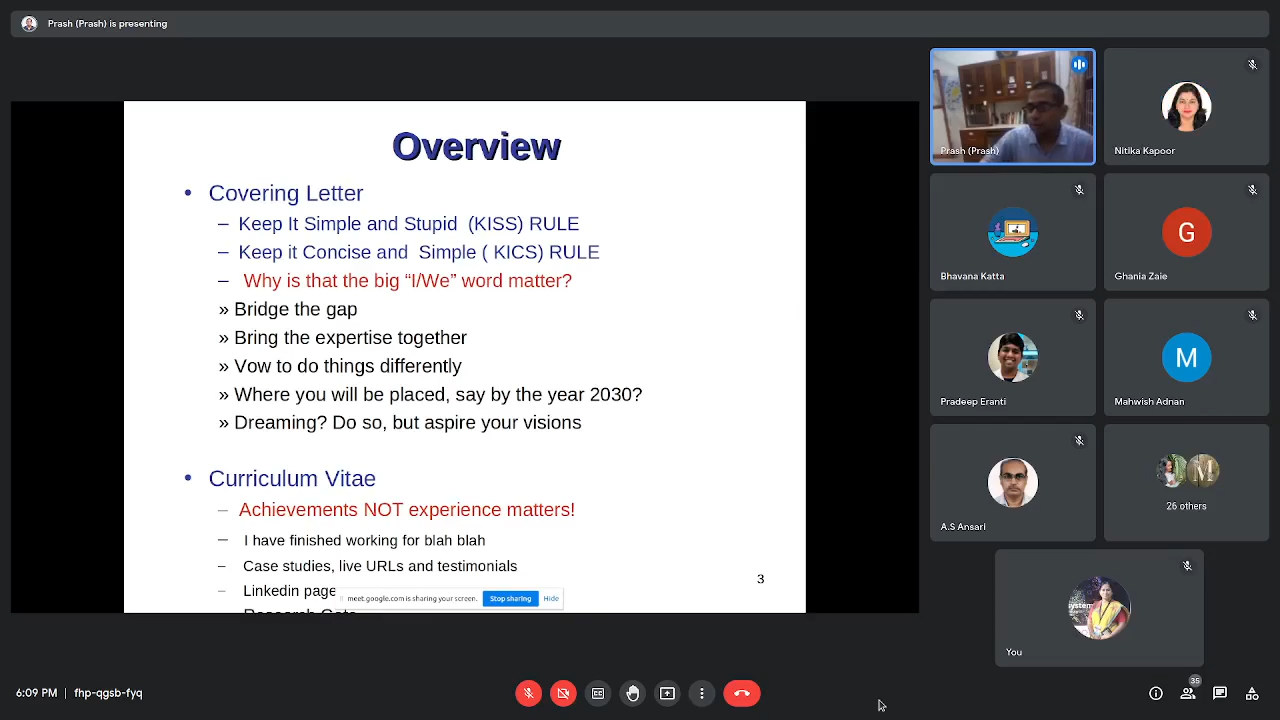 Prash (Prash) is presenting
Overview
• Covering Letter
– Keep It Simple and Stupid (KISS) RULE
– Keep it Concise and Simple ( KICS) RULE
– Why is that the big “I/We” word matter?
» Bridge the gap
» Bring the expertise together
» Vow to do things differently
» Where you will be placed, say by the year 2030?
» Dreaming? Do so, but aspire your visions
• Curriculum Vitae
– Achievements NOT experience matters!
– I have finished working for blah blah
– Case studies, live URLs and testimonials
– Linkedin page
Research Gate
3
meet.google.com is sharing your screen.
Stop sharing
Hide
Prash (Prash)
Nitika Kapoor
Bhavana Katta
G
Ghania Zaie
Pradeep Eranti
M
Mahwish Adnan
A.S Ansari
26 others
system
You
6:09 PM | fhp-qgsb-fyq
35